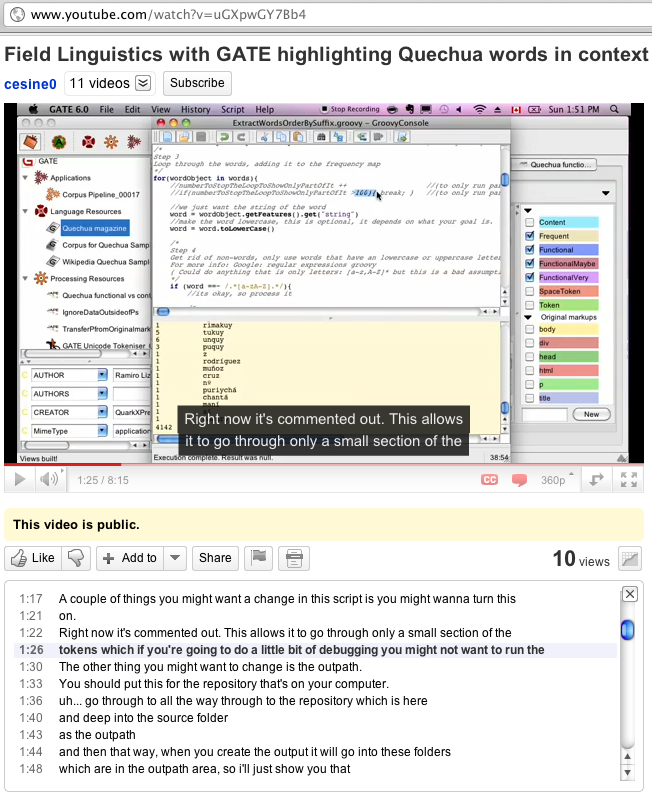 www.youtube.com/watch?v=uGXpwGY7Bb4
Field Linguistics with GATE highlighting Quechua words in context
cesine0 11 videos Subscribe
GATE 6.0 File Edit View History Script Help Stop Recording Sun 1:51 PM
ExtractWordsOrderBySuffix.groovy - GroovyConsole
GATE
Applications
Corpus Pipeline_00017
Language Resources
Quechua magazine
Corpus for Quechua Samp
Wikipedia Quechua Sampl
Processing Resources
Quechua functional vs cont
IgnoreDataOutsideofPs
TransferPfromOriginalmark
GATE Unicode Tokeniser
AUTHOR Ramiro Liz
AUTHORS
CREATOR QuarkXPre
MimeType application
Views built!
/*
Step 3
Loop through the words, adding it to the frequency map
*/
for(wordObject in words){
//numberToStopTheLoopToShowOnlyPartOfIt ++ //(to only run par
//if(numberToStopTheLoopToShowOnlyPartOfIt >166){ break; } //(to only run pa
//we just want the string of the word
word = wordObject.getFeatures().get("string")
//make the word lowercase, this is optional, it depends on what your goal is.
word = word.toLowerCase()
/*
Step 4
Get rid of non-words, only use words that have an lowercase or uppercase letter
For more info: Google: regular expressions groovy
( Could do anything that is only letters: [a-z,A-Z]* but this is a bad assumpti
*/
if (word ==~ /.*[a-zA-Z].*/){
//its okay, so process it
1 rimakuy
5 tukuy
6 unquy
3 puquy
1 z
1 rodríguez
1 muñoz
1 cruz
1 nº
1 puriychá
1 chantá
1 maní
4142
Execution complete. Result was null. 38:54
Quechua functio...
Content
Frequent
Functional
FunctionalMaybe
FunctionalVery
SpaceToken
Token
Original markups
body
div
head
html
p
title
New
Right now it's commented out. This allows
it to go through only a small section of the
1:25 / 8:15 CC 360p
This video is public.
Like Add to Share 10 views
1:17 A couple of things you might want a change in this script is you might wanna turn this
1:21 on.
1:22 Right now it's commented out. This allows it to go through only a small section of the
1:26 tokens which if you're going to do a little bit of debugging you might not want to run the
1:30 The other thing you might want to change is the outpath.
1:33 You should put this for the repository that's on your computer.
1:36 uh... go through to all the way through to the repository which is here
1:40 and deep into the source folder
1:43 as the outpath
1:44 and then that way, when you create the output it will go into these folders
1:48 which are in the outpath area, so i'll just show you that